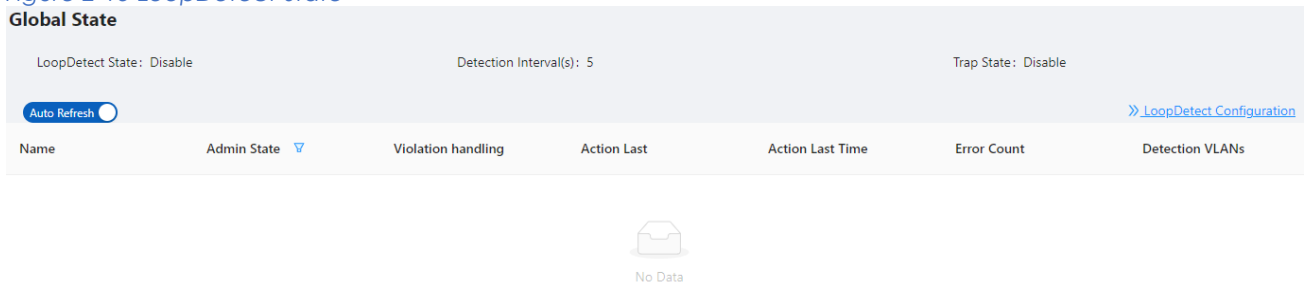 Global State
LoopDetect State: Disable Detection Interval(s): 5 Trap State: Disable
Auto Refresh LoopDetect Configuration
Name Admin State Violation handling Action Last Action Last Time Error Count Detection VLANs
No Data